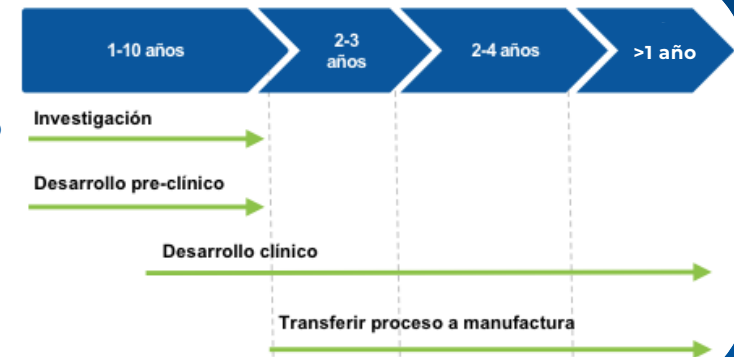 1-10 años
2-3
años
2-4 años
>1 año
Investigación
Desarrollo pre-clínico
Desarrollo clínico
Transferir proceso a manufactura